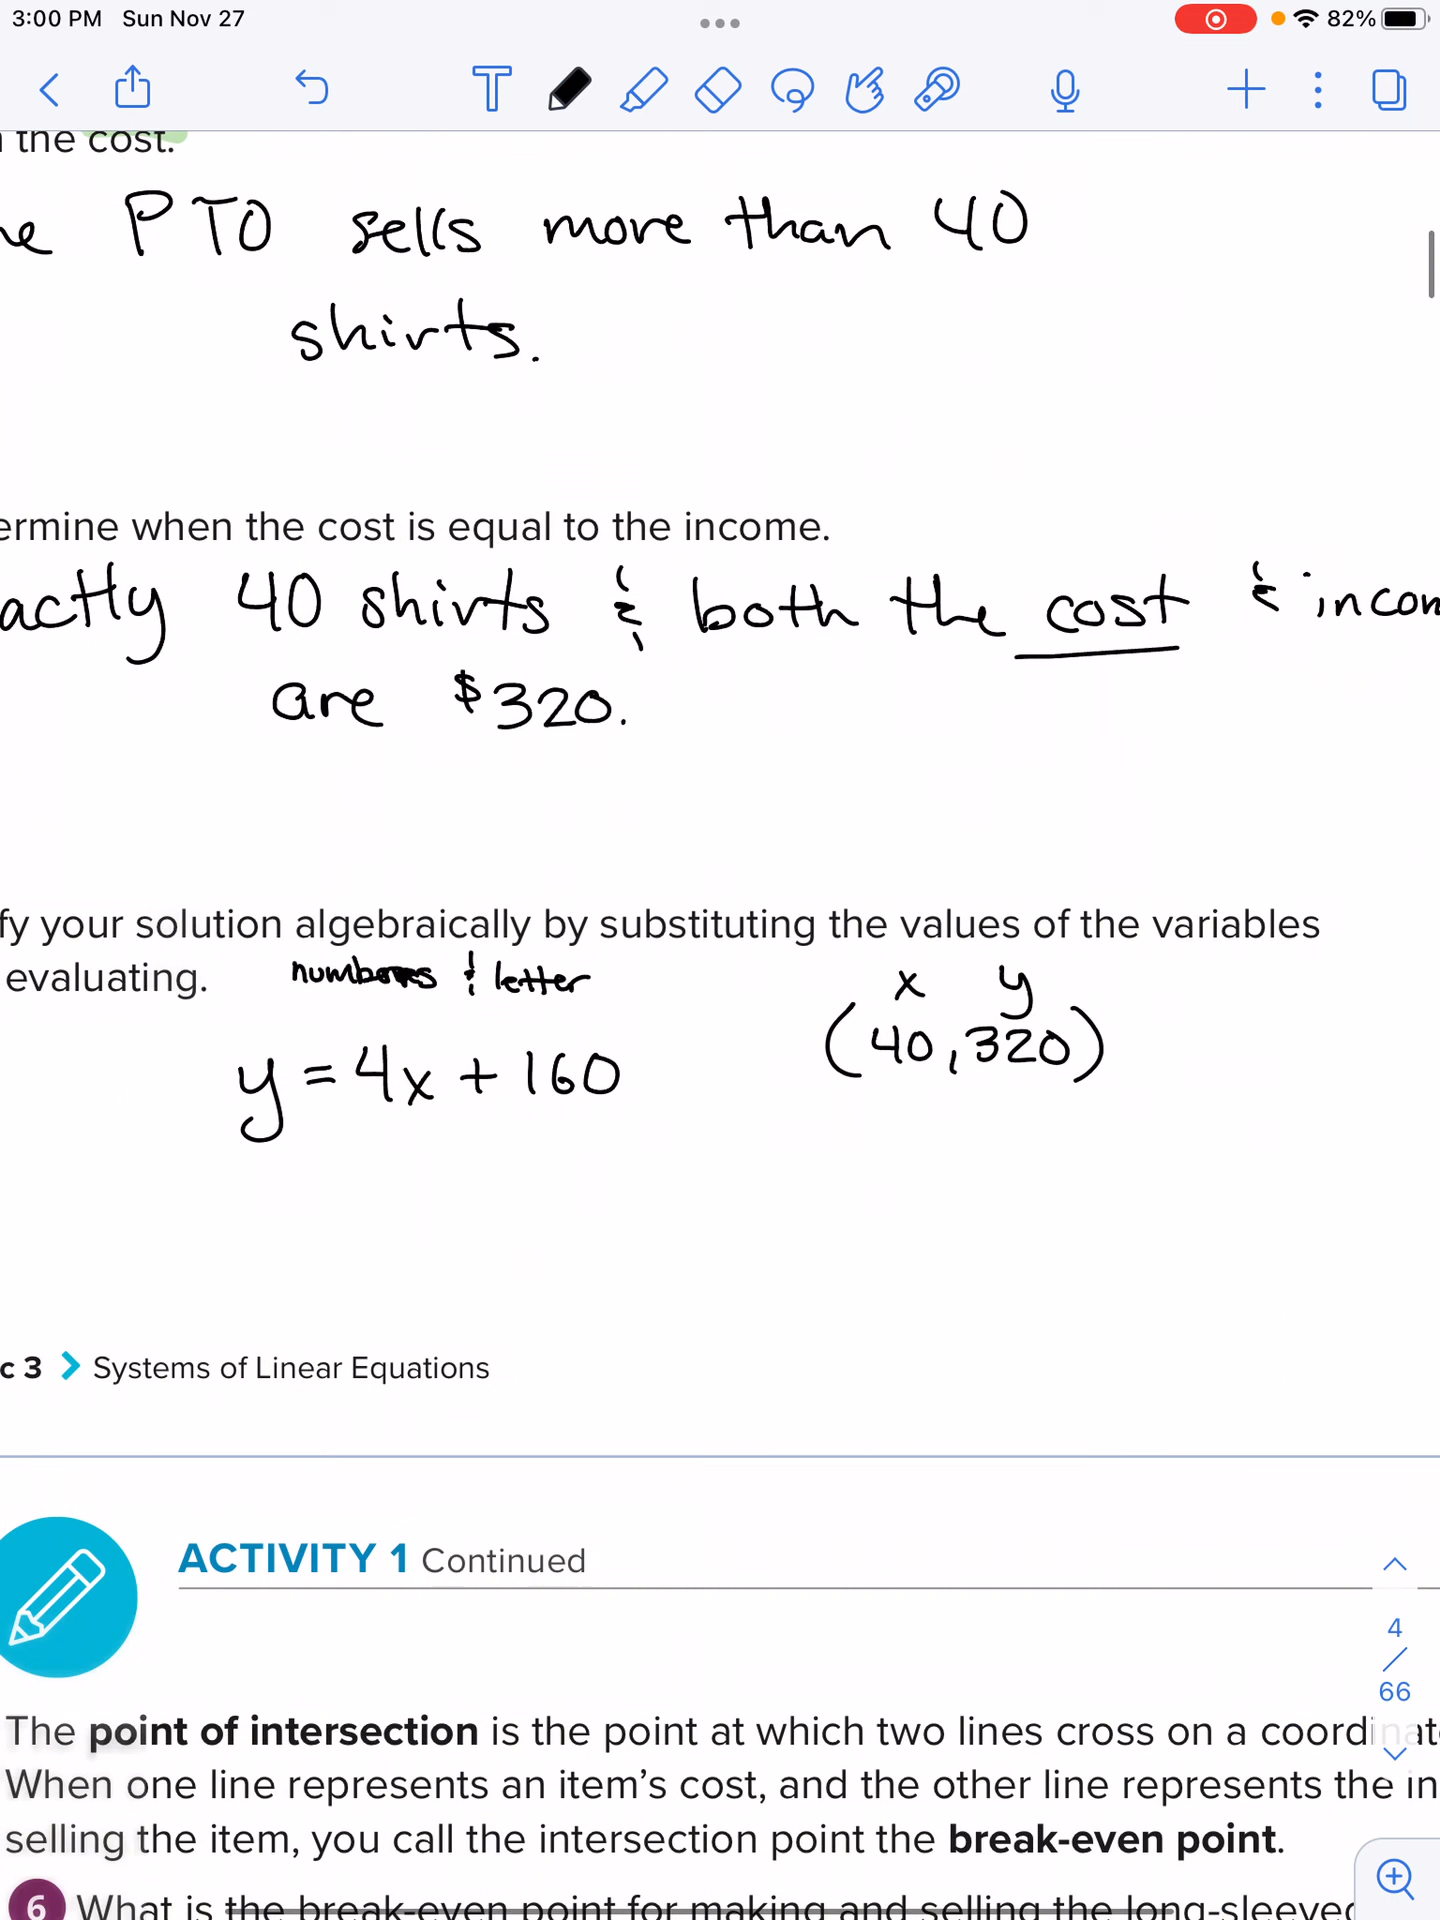 3:00 PM Sun Nov 27
82%
the cost.
PTO sells more than 40
shirts.
ermine when the cost is equal to the income.
actly 40 shirts & both the cost & incom
are $320.
fy your solution algebraically by substituting the values of the variables
evaluating. numbers & letter
x y
(40,320)
y = 4x + 160
c 3 > Systems of Linear Equations
ACTIVITY 1 Continued
4
/
66
The point of intersection is the point at which two lines cross on a coordinat
When one line represents an item’s cost, and the other line represents the in
selling the item, you call the intersection point the break-even point.
6 What is the break-even point for making and selling the long-sleeved